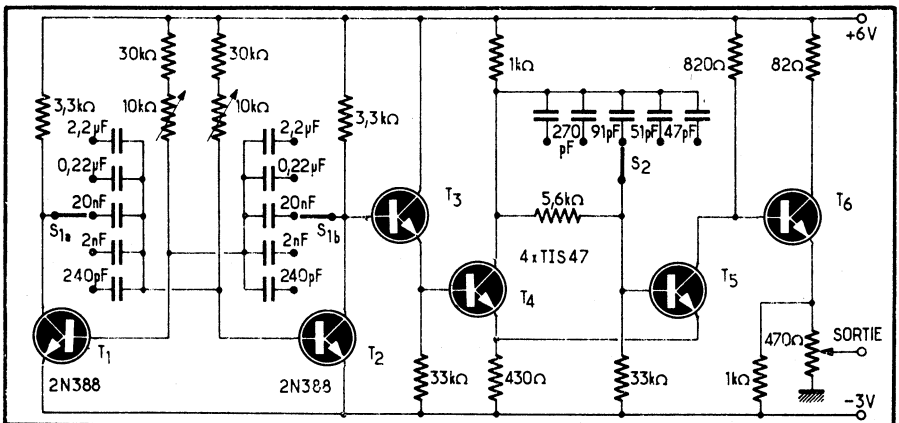 +6V
30kΩ
30kΩ
1kΩ
820Ω
82Ω
3,3kΩ
10kΩ
10kΩ
3,3kΩ
2,2µF
2,2µF
270 pF
91pF
51pF
47pF
0,22µF
0,22µF
S2
T3
20nF
20nF
5,6kΩ
T6
S1a
S1b
2nF
2nF
4xTIS47
240pF
240pF
T4
T5
T1
T2
470Ω
SORTIE
2N388
2N388
33kΩ
430Ω
33kΩ
1kΩ
-3V